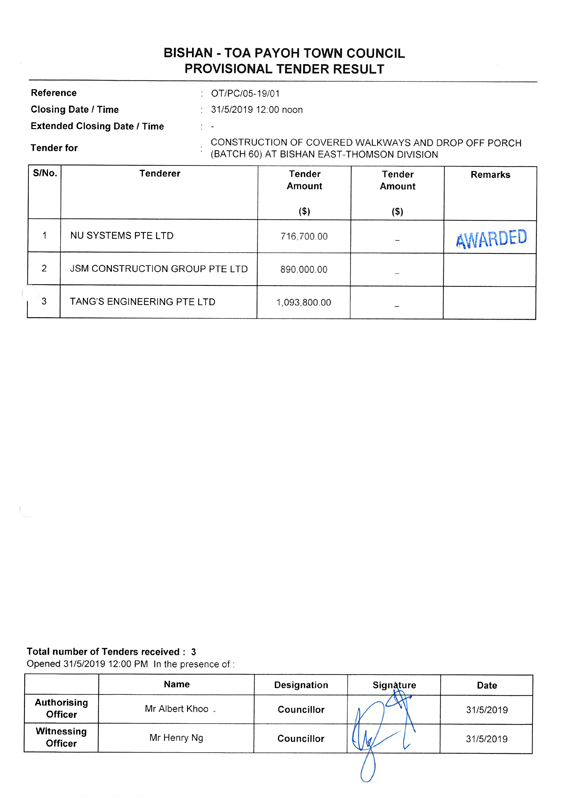 BISHAN - TOA PAYOH TOWN COUNCIL
PROVISIONAL TENDER RESULT
Reference : OT/PC/05-19/01
Closing Date / Time : 31/5/2019 12:00 noon
Extended Closing Date / Time : -
Tender for : CONSTRUCTION OF COVERED WALKWAYS AND DROP OFF PORCH
(BATCH 60) AT BISHAN EAST-THOMSON DIVISION
S/No. Tenderer Tender Tender Remarks
Amount Amount
($) ($)
1 NU SYSTEMS PTE LTD 716,700.00 – AWARDED
2 JSM CONSTRUCTION GROUP PTE LTD 890,000.00 –
3 TANG'S ENGINEERING PTE LTD 1,093,800.00 –
Total number of Tenders received : 3
Opened 31/5/2019 12:00 PM In the presence of :
Name Designation Signature Date
Authorising
Officer Mr Albert Khoo Councillor 31/5/2019
Witnessing
Officer Mr Henry Ng Councillor 31/5/2019